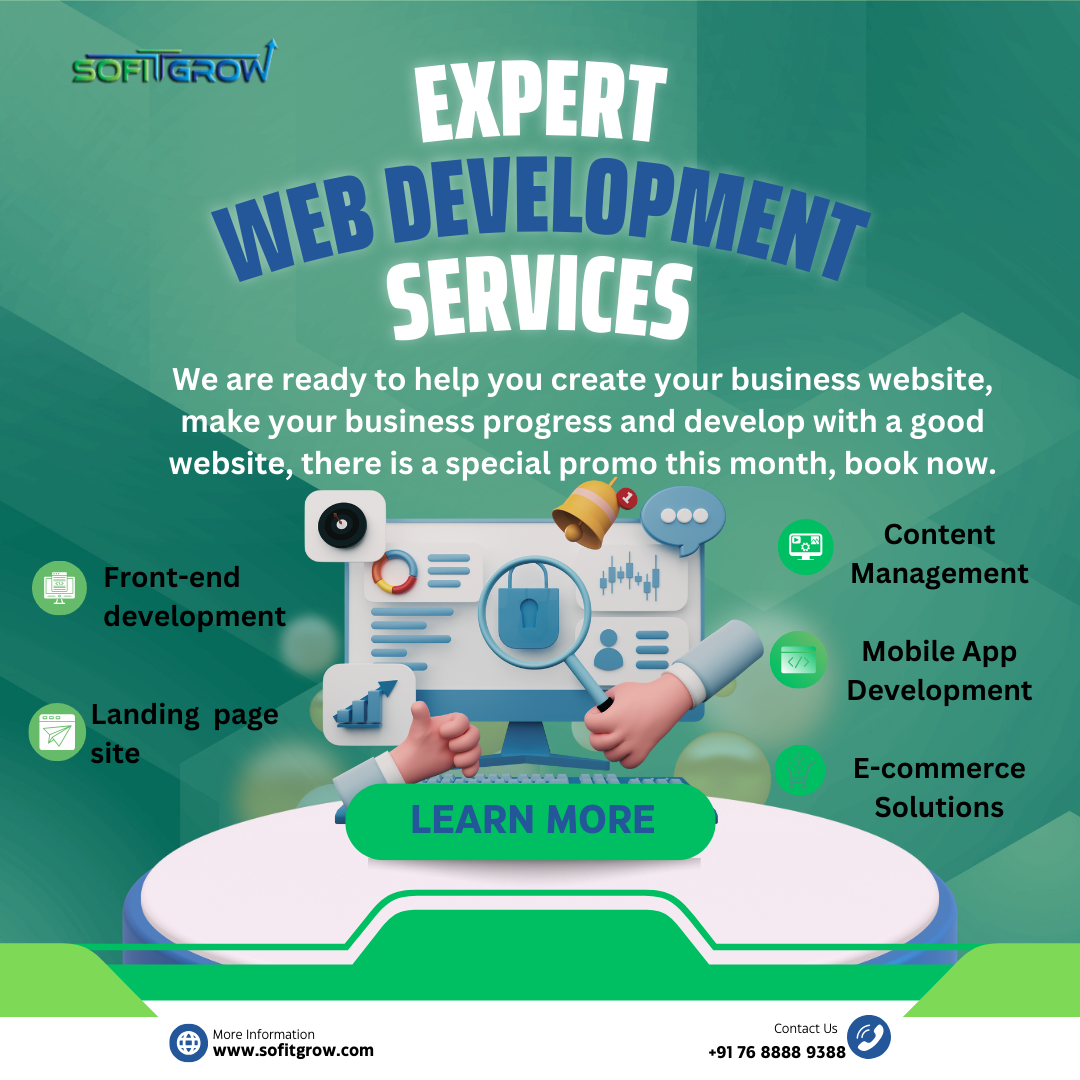 SOFITGROW
EXPERT
WEB DEVELOPMENT
SERVICES
We are ready to help you create your business website,
make your business progress and develop with a good
website, there is a special promo this month, book now.
1
Front-end
development
Landing page
site
Content
Management
Mobile App
Development
</>
E-commerce
Solutions
LEARN MORE
More Information
www.sofitgrow.com
Contact Us
+91 76 8888 9388